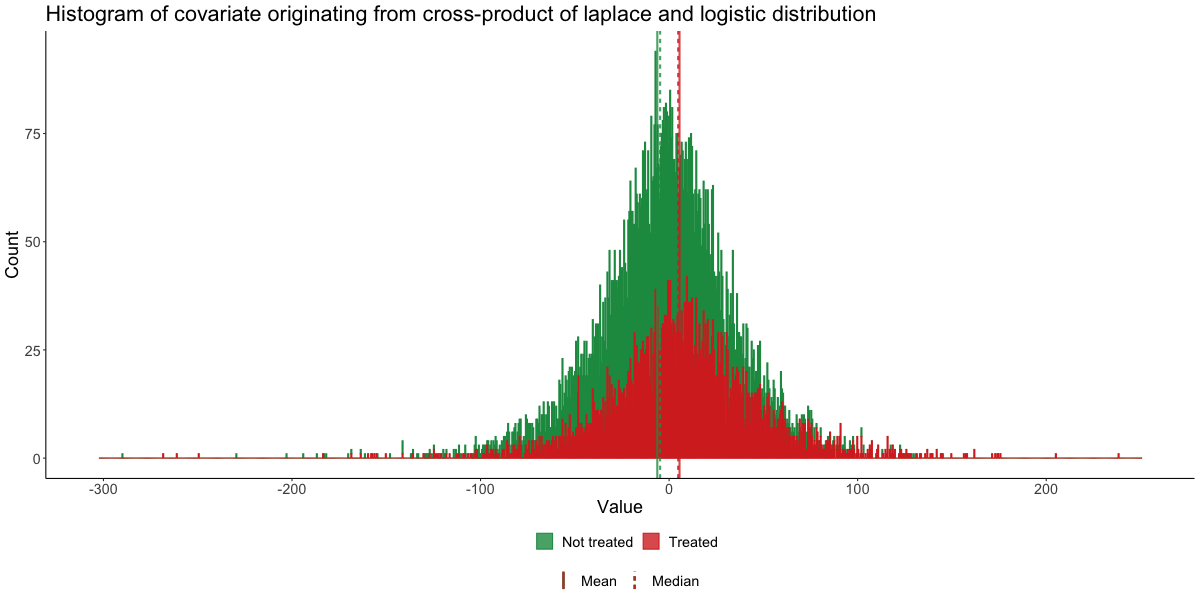 Histogram of covariate originating from cross-product of laplace and logistic distribution
Count
75
50
25
0
-300 -200 -100 0 100 200
Value
Not treated Treated
Mean Median